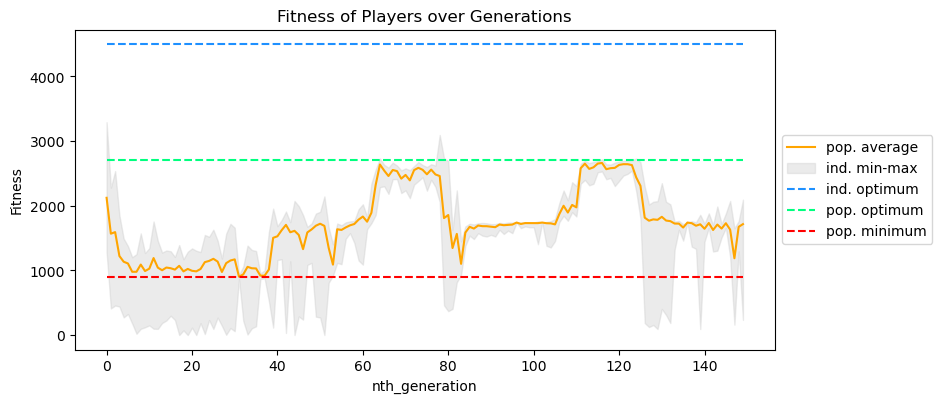 Fitness of Players over Generations
Fitness
4000
3000
2000
1000
0
0 20 40 60 80 100 120 140
nth_generation
pop. average
ind. min-max
ind. optimum
pop. optimum
pop. minimum